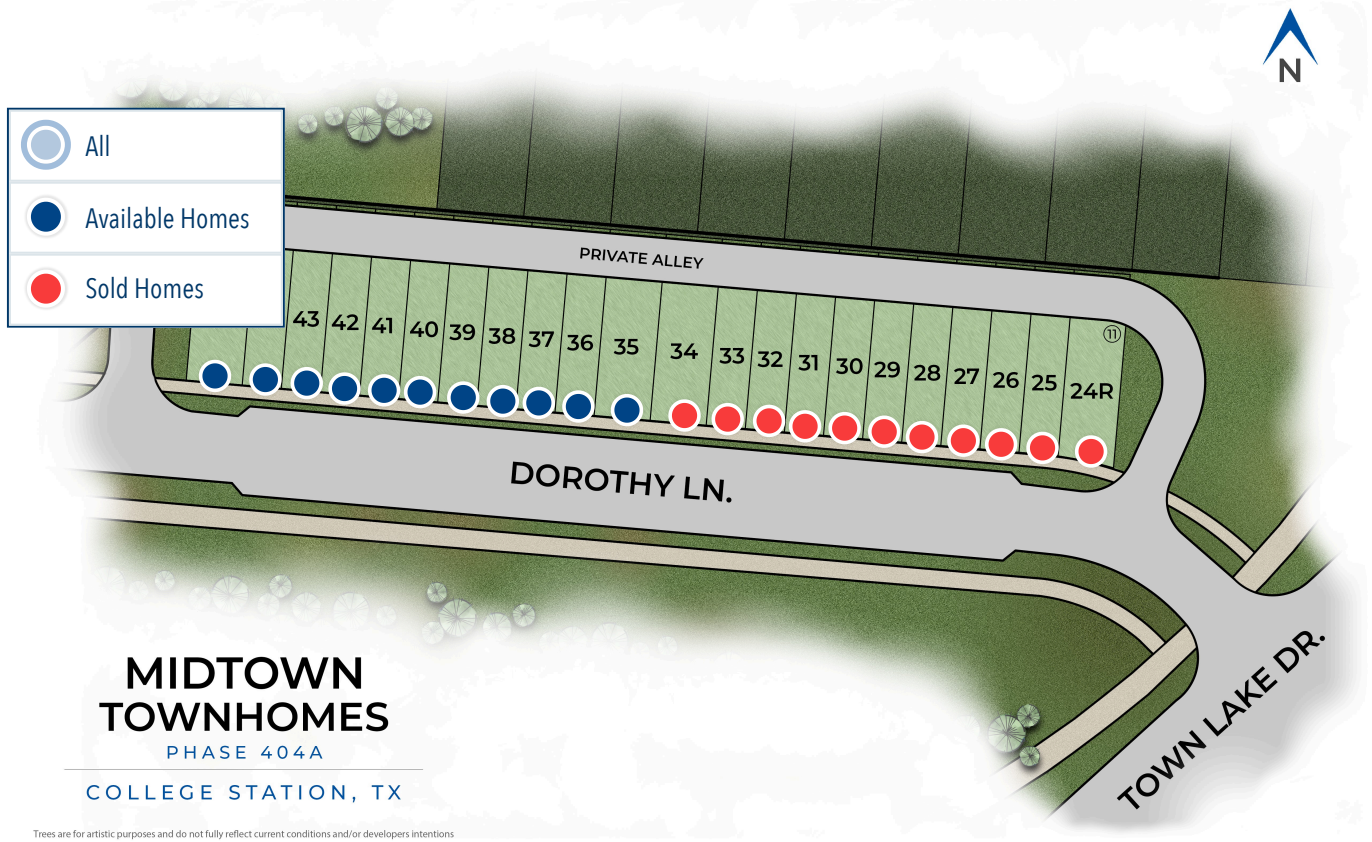 N
All
Available Homes
Sold Homes
PRIVATE ALLEY
43 42 41 40 39 38 37 36 35 34 33 32 31 30 29 28 27 26 25 24R
11
DOROTHY LN.
TOWN LAKE DR.
MIDTOWN
TOWNHOMES
PHASE 404A
COLLEGE STATION, TX
Trees are for artistic purposes and do not fully reflect current conditions and/or developers intentions